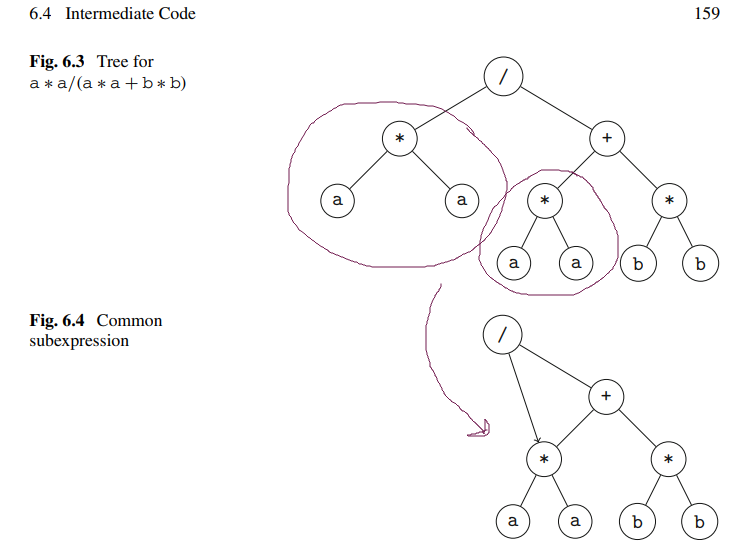 6.4 Intermediate Code 159
Fig. 6.3 Tree for
a * a/(a * a + b * b)
/
* +
a a * *
a a b b
Fig. 6.4 Common
subexpression
/
+
* *
a a b b